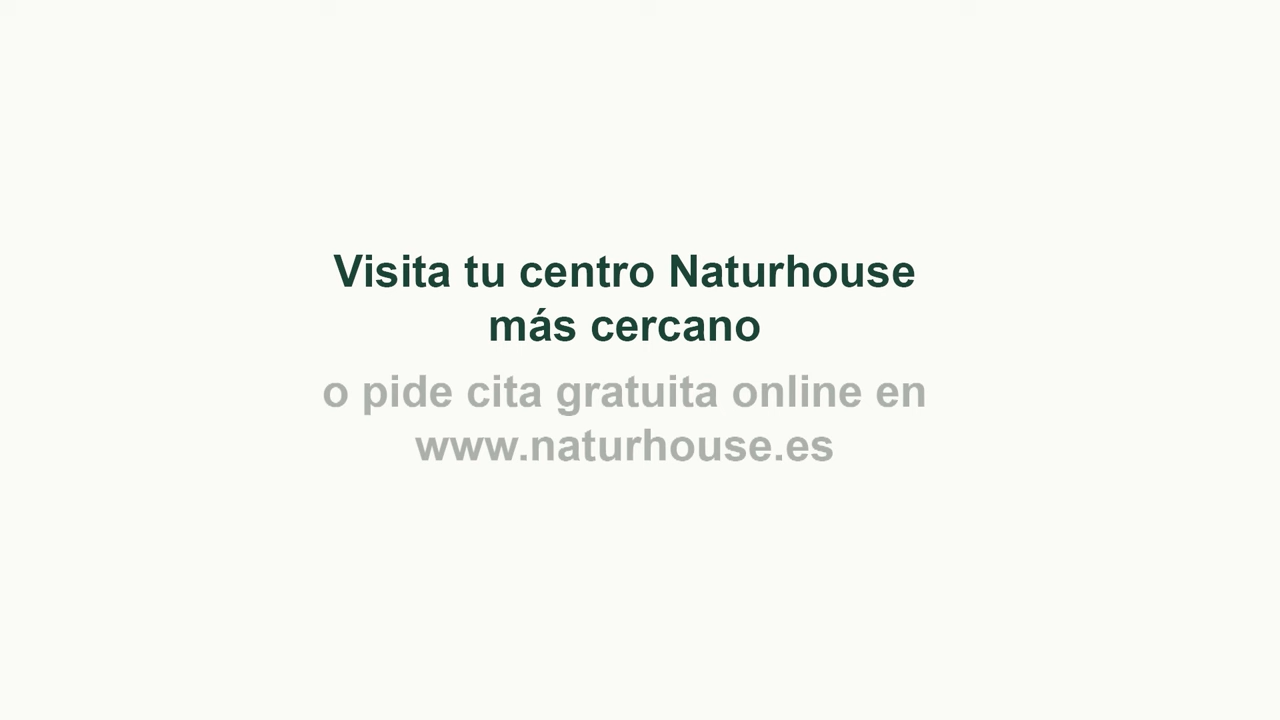 Visita tu centro Naturhouse
más cercano
o pide cita gratuita online en
www.naturhouse.es